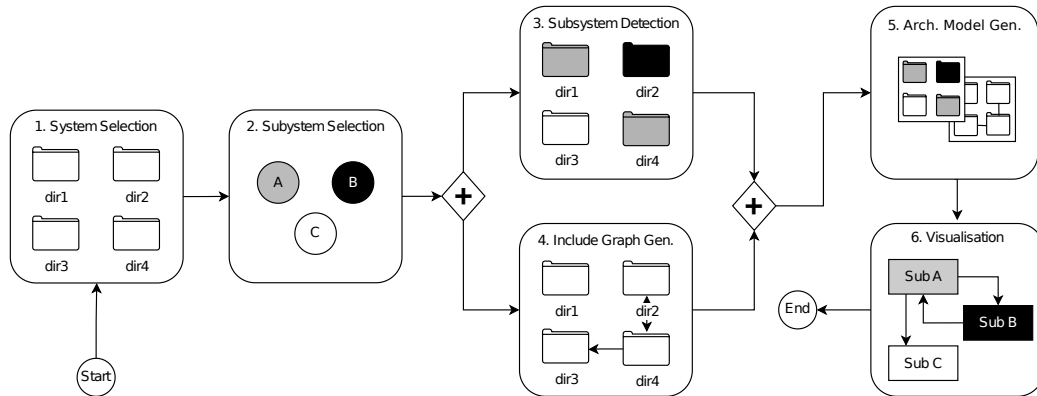 1. System Selection
dir1
dir2
dir3
dir4
Start
2. Subystem Selection
A
B
C
+
3. Subsystem Detection
dir1
dir2
dir3
dir4
4. Include Graph Gen.
dir1
dir2
dir3
dir4
+
5. Arch. Model Gen.
6. Visualisation
Sub A
Sub B
Sub C
End